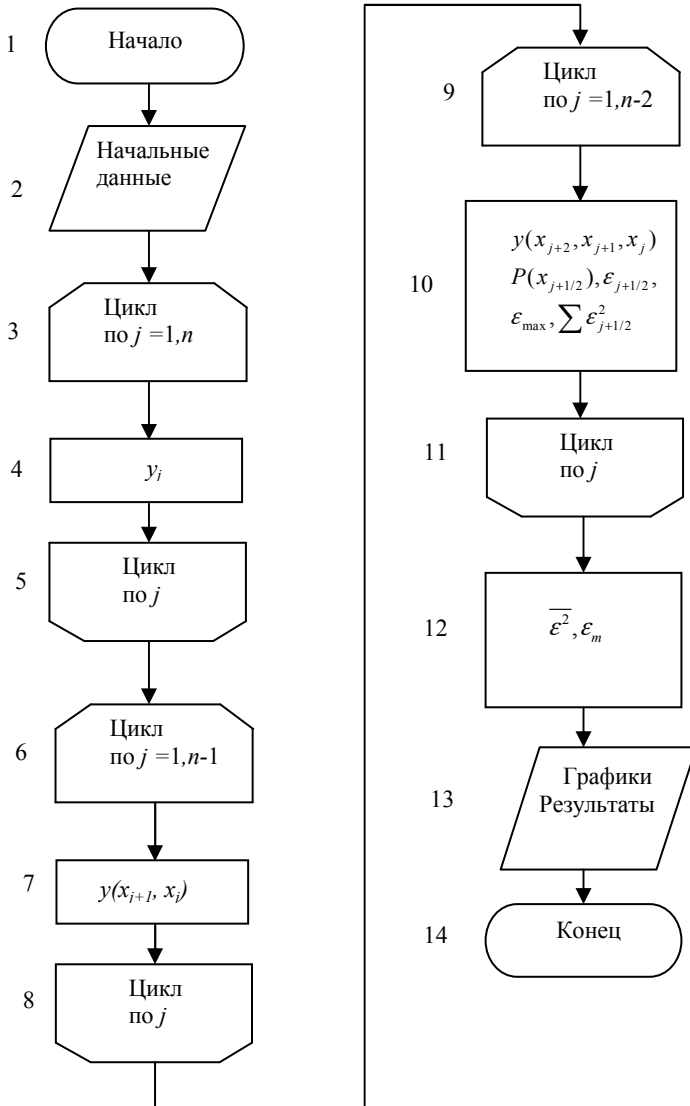 1
Начало
2
Начальные
данные
3
Цикл
по j =1,n
4
y_i
5
Цикл
по j
6
Цикл
по j =1,n-1
7
y(x_{j+1}, x_i)
8
Цикл
по j
9
Цикл
по j =1,n-2
10
y(x_{j+2}, x_{j+1}, x_j)
P(x_{j+1/2}), ε_{j+1/2},
ε_{max}, ∑ ε²_{j+1/2}
11
Цикл
по j
12
\overline{ε²}, ε_m
13
Графики
Результаты
14
Конец